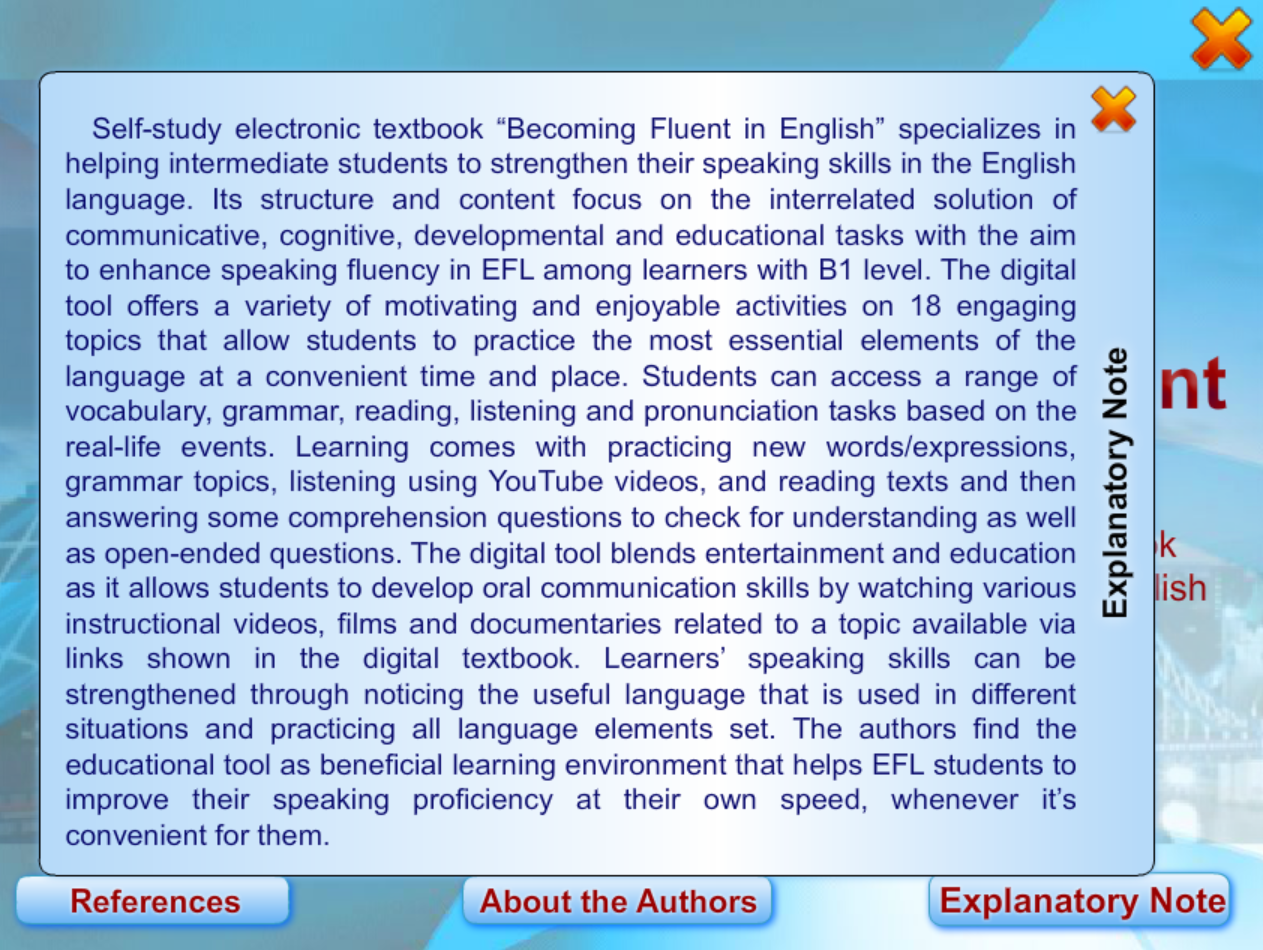 Self-study electronic textbook “Becoming Fluent in English” specializes in
helping intermediate students to strengthen their speaking skills in the English
language. Its structure and content focus on the interrelated solution of
communicative, cognitive, developmental and educational tasks with the aim
to enhance speaking fluency in EFL among learners with B1 level. The digital
tool offers a variety of motivating and enjoyable activities on 18 engaging
topics that allow students to practice the most essential elements of the
language at a convenient time and place. Students can access a range of
vocabulary, grammar, reading, listening and pronunciation tasks based on the
real-life events. Learning comes with practicing new words/expressions,
grammar topics, listening using YouTube videos, and reading texts and then
answering some comprehension questions to check for understanding as well
as open-ended questions. The digital tool blends entertainment and education
as it allows students to develop oral communication skills by watching various
instructional videos, films and documentaries related to a topic available via
links shown in the digital textbook. Learners’ speaking skills can be
strengthened through noticing the useful language that is used in different
situations and practicing all language elements set. The authors find the
educational tool as beneficial learning environment that helps EFL students to
improve their speaking proficiency at their own speed, whenever it’s
convenient for them.
Explanatory Note
nt
ok
lish
References
About the Authors
Explanatory Note